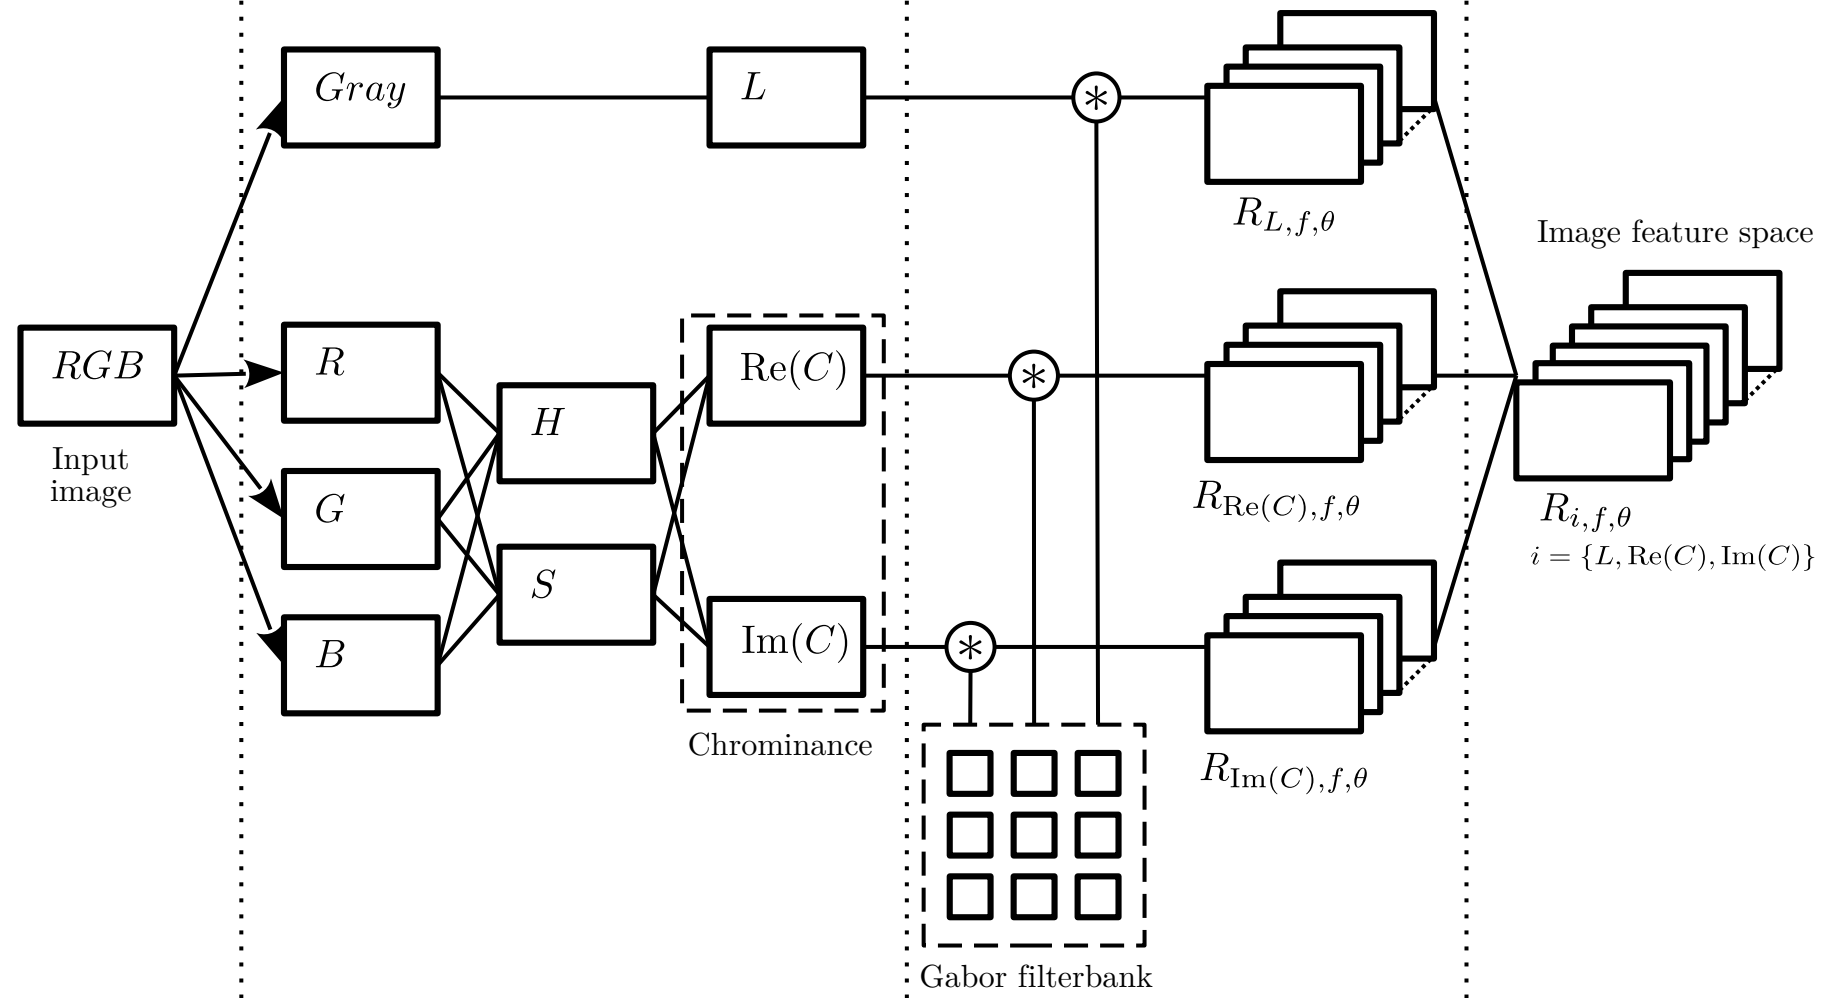 Gray
L
∗
R_{L,f,θ}
Image feature space
RGB
R
Re(C)
∗
Input
image
H
G
R_{Re(C),f,θ}
R_{i,f,θ}
i = {L, Re(C), Im(C)}
S
B
Im(C)
∗
Chrominance
R_{Im(C),f,θ}
Gabor filterbank